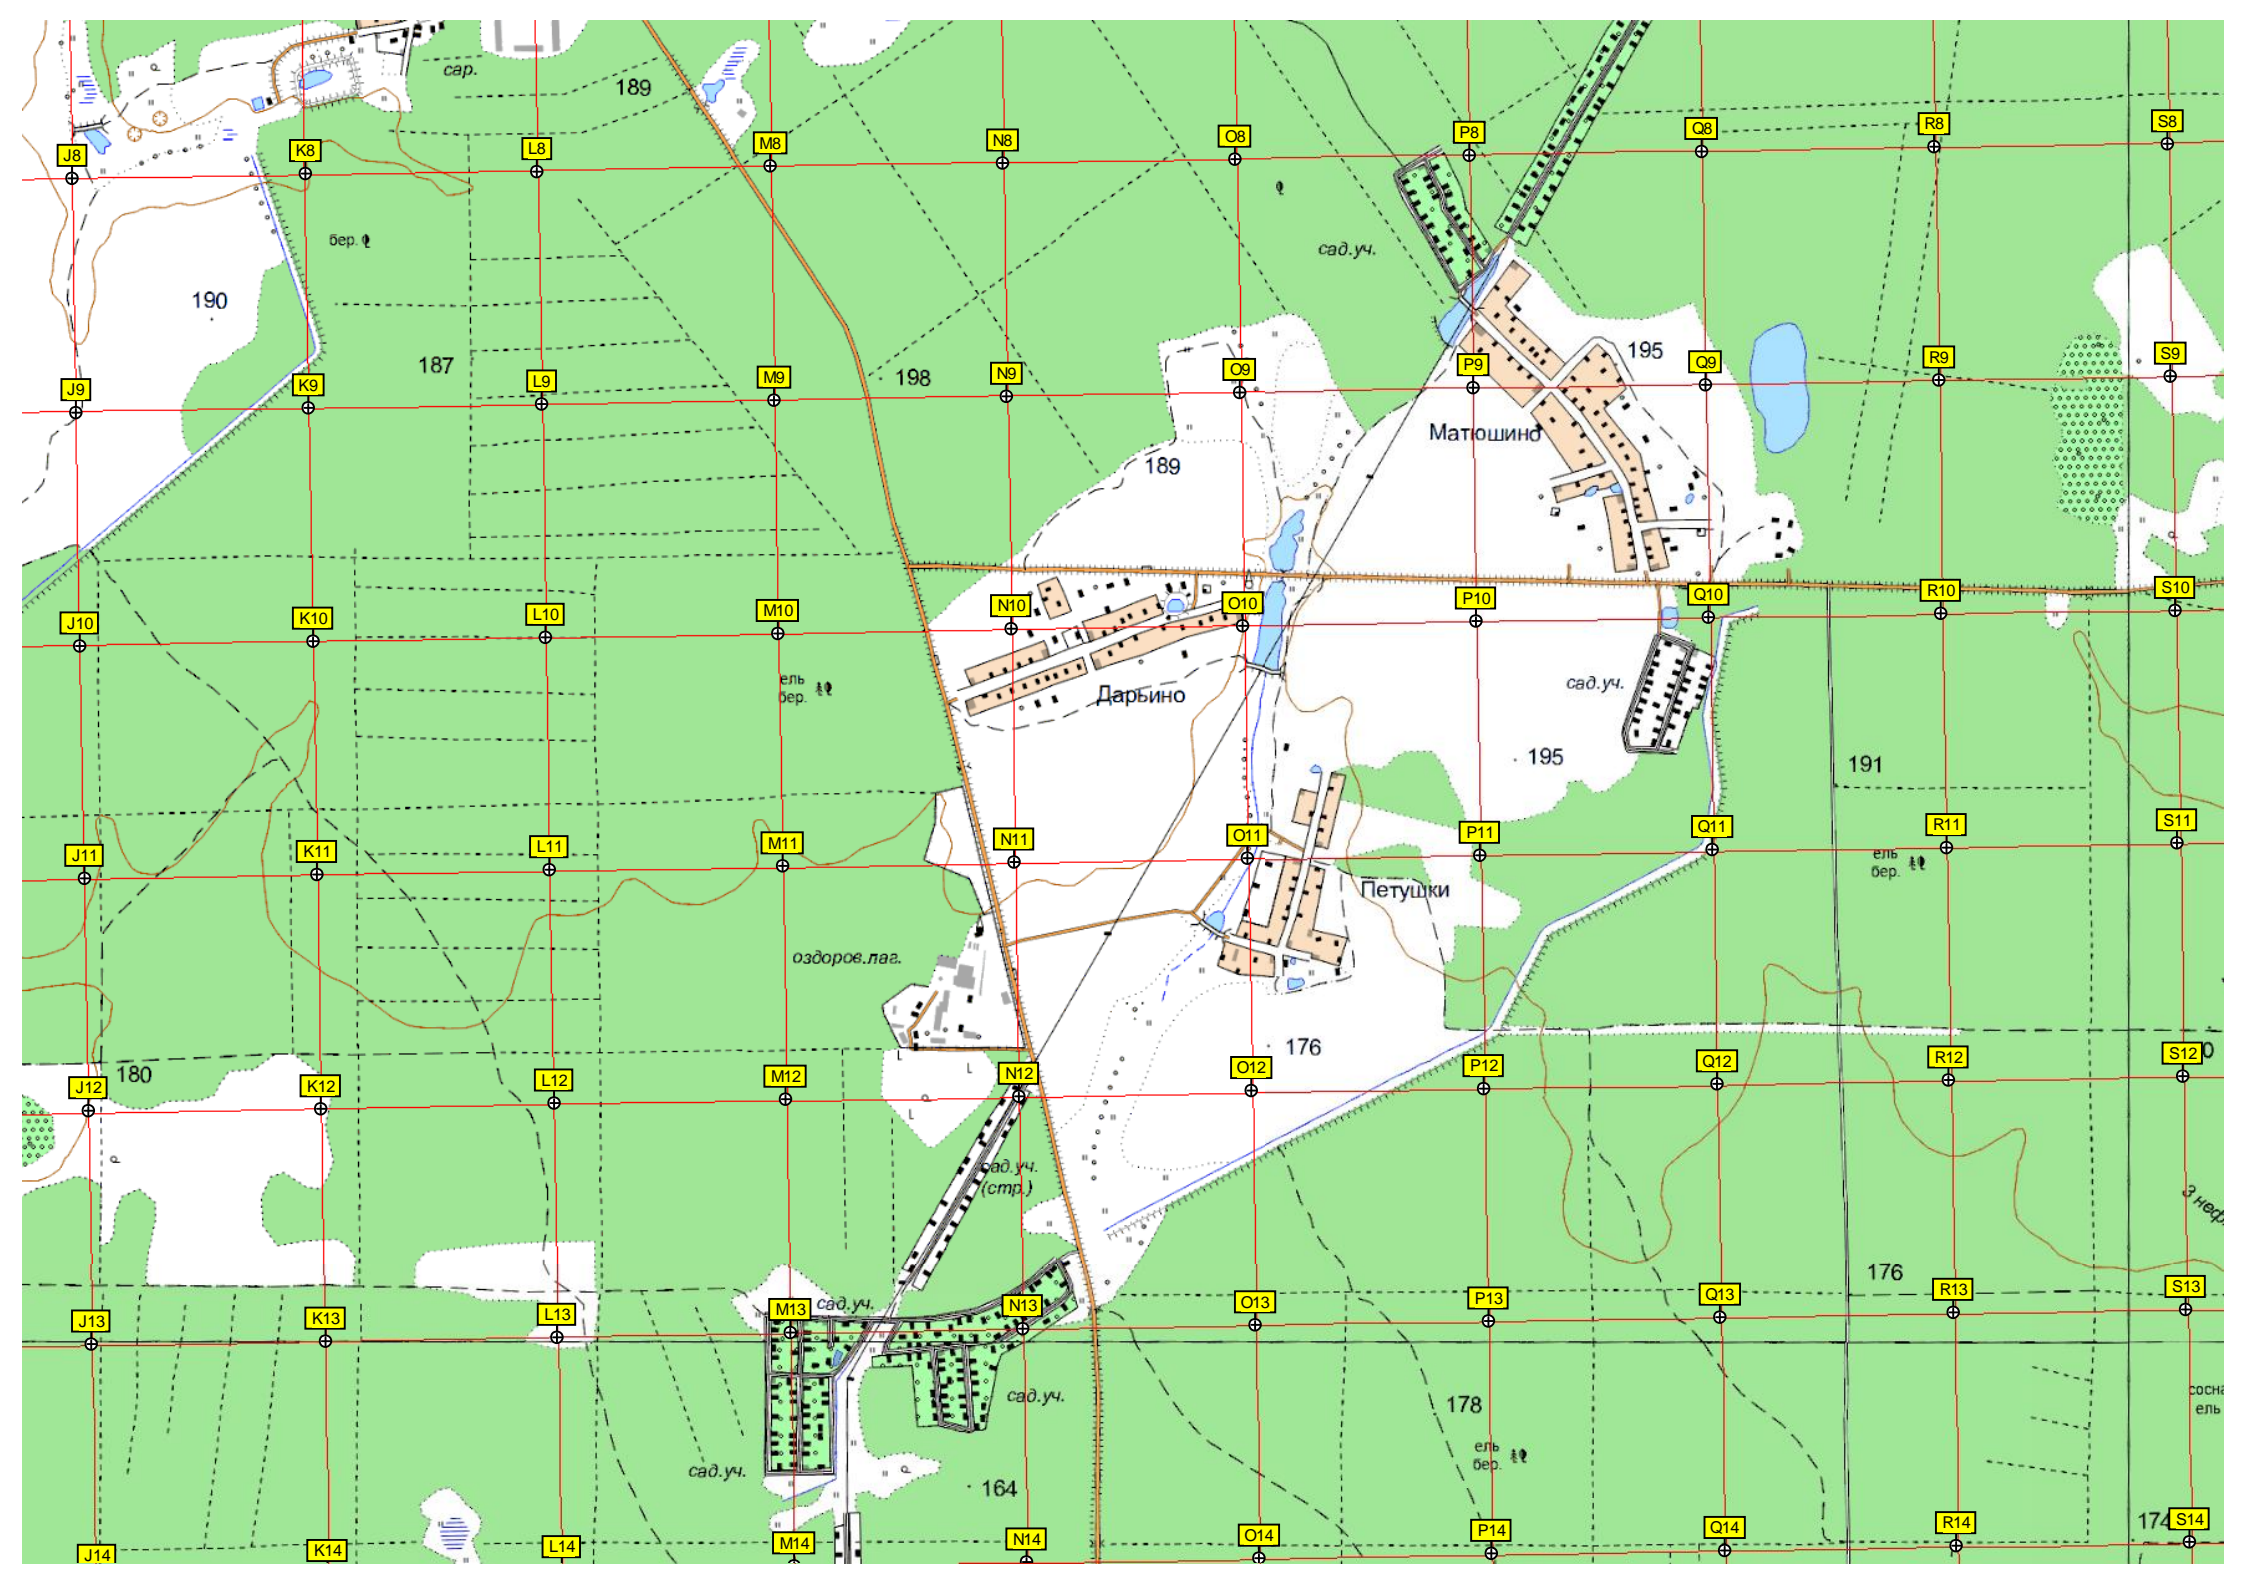 сар.
189
J8
K8
L8
M8
N8
O8
P8
Q8
R8
S8
бер.
сад.уч.
190
187
198
195
J9
K9
L9
M9
N9
O9
P9
Q9
R9
S9
Матюшино
189
J10
K10
L10
M10
N10
O10
P10
Q10
R10
S10
ель
бер.
Дарьино
сад.уч.
195
191
J11
K11
L11
M11
N11
O11
P11
Q11
R11
S11
ель
бер.
Петушки
оздоров.лаг.
176
180
J12
K12
L12
M12
N12
O12
P12
Q12
R12
S12
сад.уч.
(стр.)
176
J13
K13
L13
M13
сад.уч.
N13
O13
P13
Q13
R13
S13
сад.уч.
178
сосна
ель
ель
бер.
сад.уч.
164
J14
K14
L14
M14
N14
O14
P14
Q14
R14
174
S14